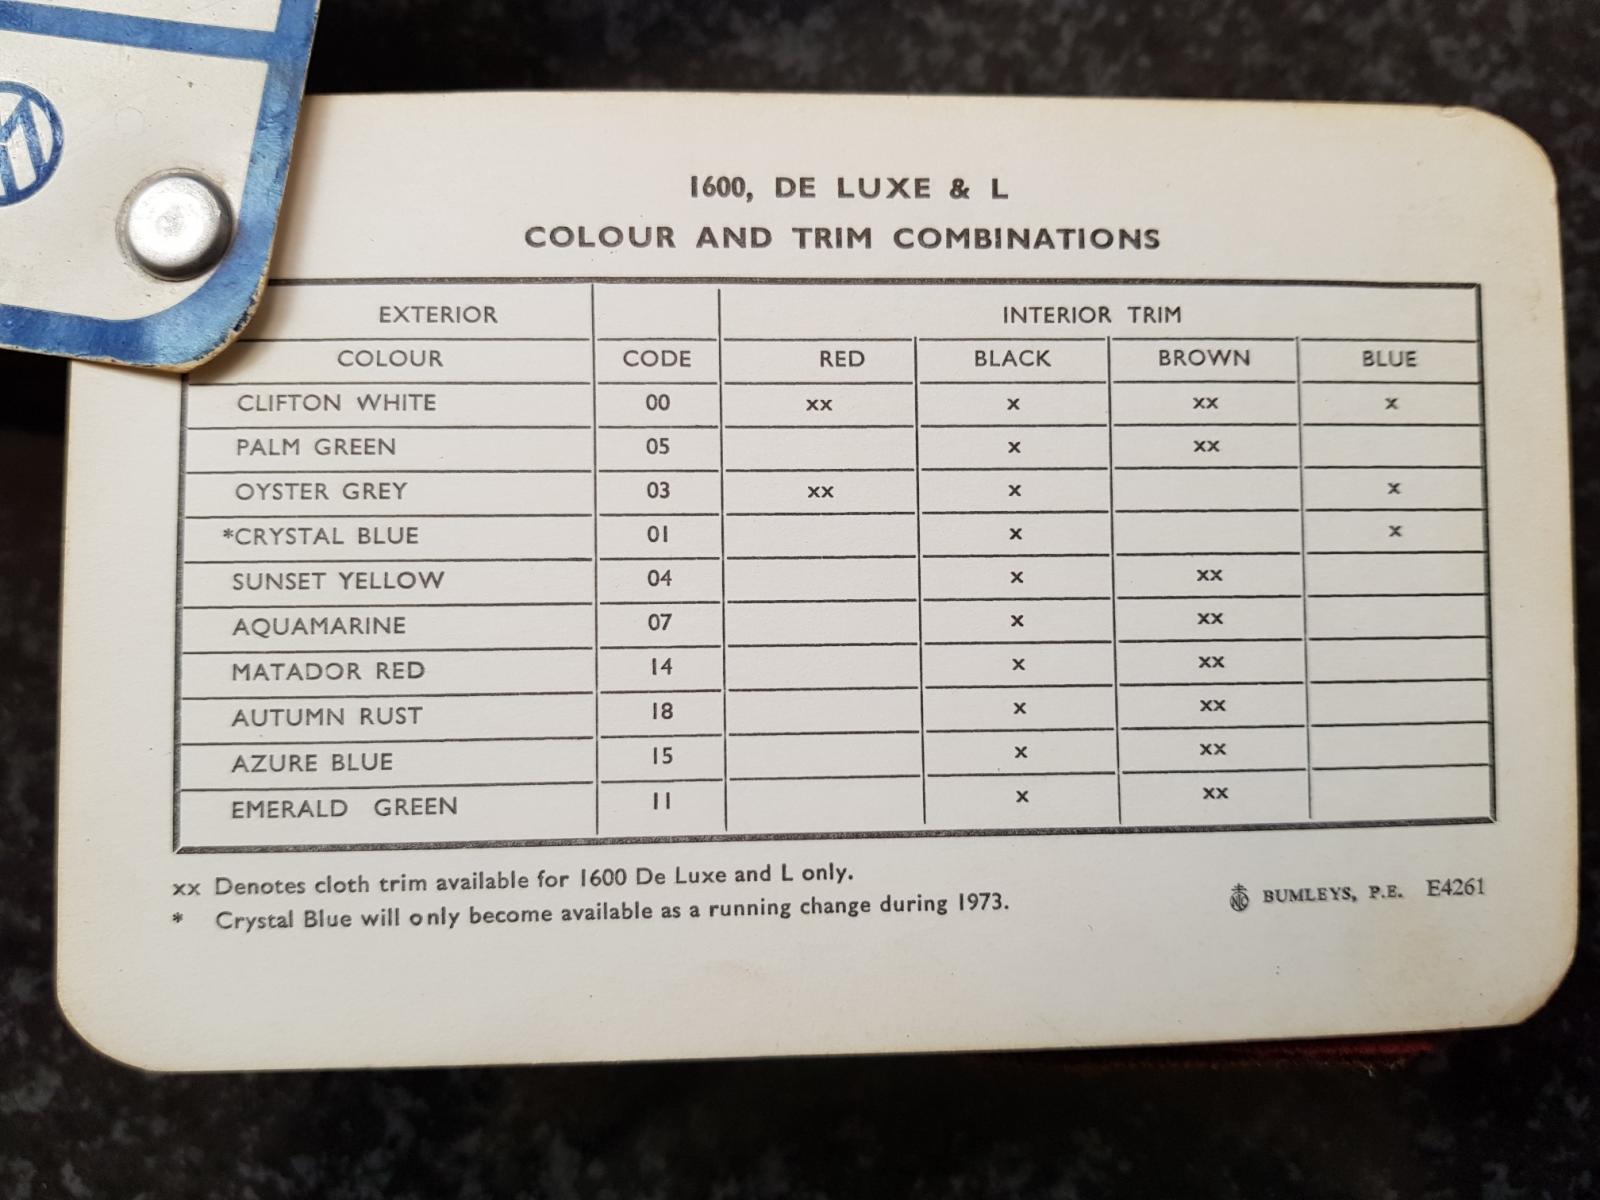 1600, DE LUXE & L
COLOUR AND TRIM COMBINATIONS
EXTERIOR INTERIOR TRIM
COLOUR CODE RED BLACK BROWN BLUE
CLIFTON WHITE 00 xx x xx x
PALM GREEN 05 x xx
OYSTER GREY 03 xx x x
*CRYSTAL BLUE 01 x x
SUNSET YELLOW 04 x xx
AQUAMARINE 07 x xx
MATADOR RED 14 x xx
AUTUMN RUST 18 x xx
AZURE BLUE 15 x xx
EMERALD GREEN 11 x xx
xx Denotes cloth trim available for 1600 De Luxe and L only.
* Crystal Blue will only become available as a running change during 1973.
BUMLEYS, P.E. E4261